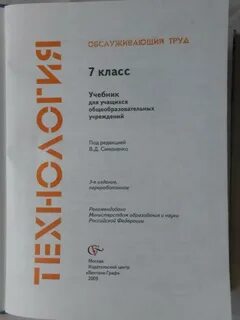 ТЕХНОЛОГИЯ
ОБСЛУЖИВАЮЩИЙ ТРУД
7 класс
Учебник
для учащихся
общеобразовательных
учреждений
Под редакцией
В.Д. Симоненко
3-е издание,
переработанное
Рекомендовано
Министерством образования и науки
Российской Федерации
Москва
Издательский центр
«Вентана-Граф»
2009